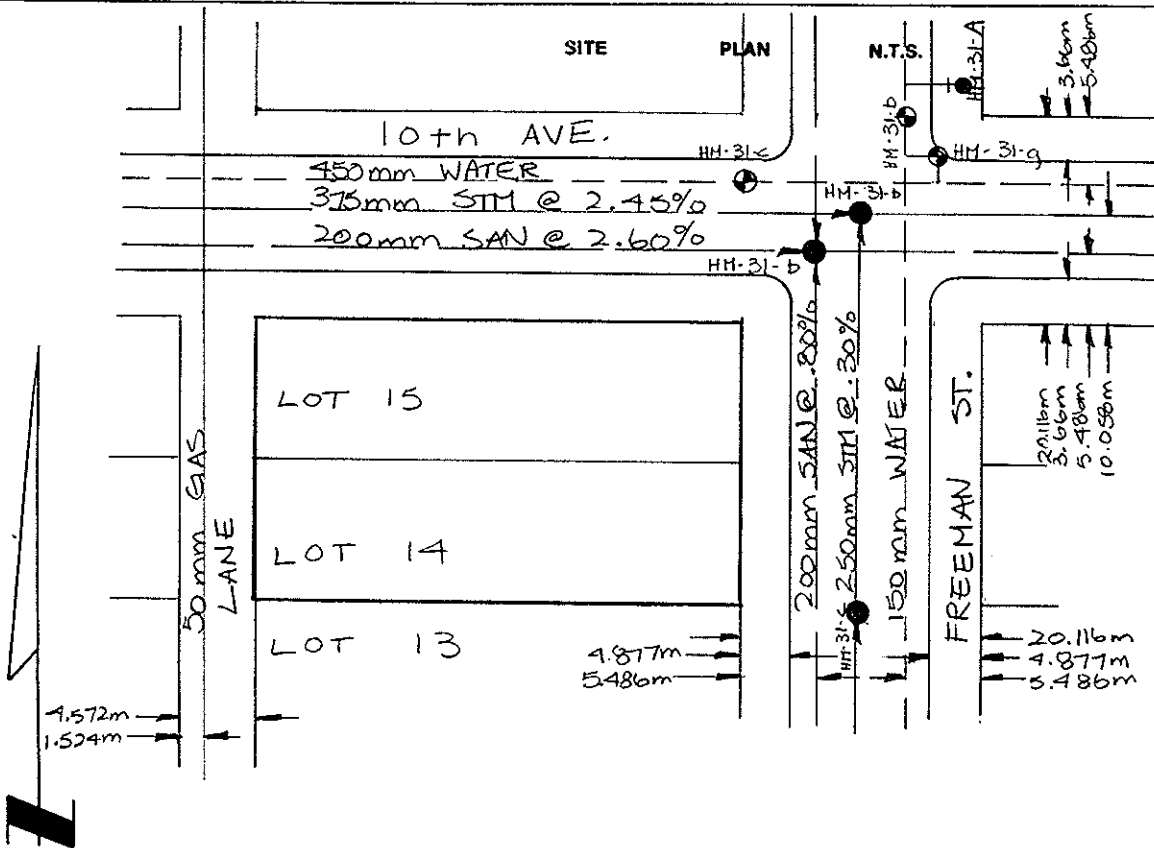 SITE PLAN N.T.S.
HM-31-A
3.66m
5.486m
10th AVE.
HM-31-b
HM-31-c
HM-31-g
450mm WATER
375mm STM @ 2.45%
HM-31-b
200mm SAN @ 2.60%
HM-31-b
LOT 15
LOT 14
LOT 13
50mm GAS
LANE
200mm SAN @ .80%
250mm STM @ .30%
HM-31-c
150mm WATER
FREEMAN ST.
20.116m
3.66m
5.486m
10.058m
4.877m
5.486m
20.116m
4.877m
5.486m
4.572m
1.524m
N